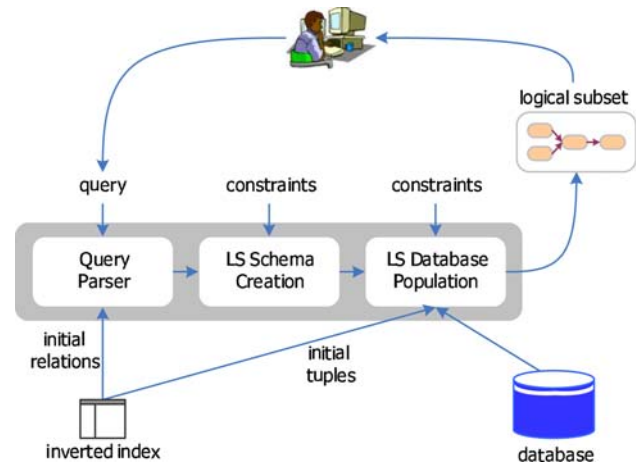 logical subset
query
constraints
constraints
Query
Parser
LS Schema
Creation
LS Database
Population
initial
relations
initial
tuples
inverted index
database